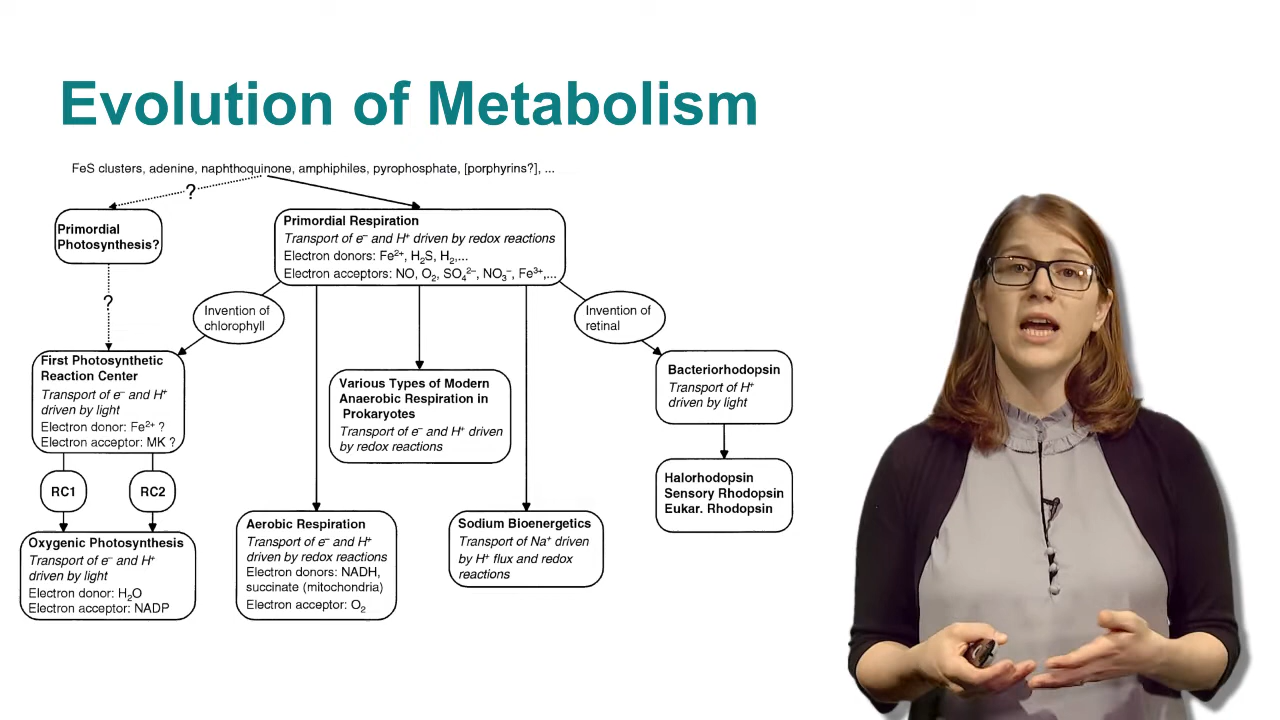 Evolution of Metabolism
FeS clusters, adenine, naphthoquinone, amphiphiles, pyrophosphate, [porphyrins?], ...
?
Primordial
Photosynthesis?
Primordial Respiration
Transport of e⁻ and H⁺ driven by redox reactions
Electron donors: Fe²⁺, H₂S, H₂,...
Electron acceptors: NO, O₂, SO₄²⁻, NO₃⁻, Fe³⁺,...
?
Invention of
chlorophyll
Invention of
retinal
First Photosynthetic
Reaction Center
Transport of e⁻ and H⁺
driven by light
Electron donor: Fe²⁺ ?
Electron acceptor: MK ?
Various Types of Modern
Anaerobic Respiration in
Prokaryotes
Transport of e⁻ and H⁺ driven
by redox reactions
Bacteriorhodopsin
Transport of H⁺
driven by light
RC1
RC2
Halorhodopsin
Sensory Rhodopsin
Eukar. Rhodopsin
Oxygenic Photosynthesis
Transport of e⁻ and H⁺
driven by light
Electron donor: H₂O
Electron acceptor: NADP
Aerobic Respiration
Transport of e⁻ and H⁺
driven by redox reactions
Electron donors: NADH,
succinate (mitochondria)
Electron acceptor: O₂
Sodium Bioenergetics
Transport of Na⁺ driven
by H⁺ flux and redox
reactions